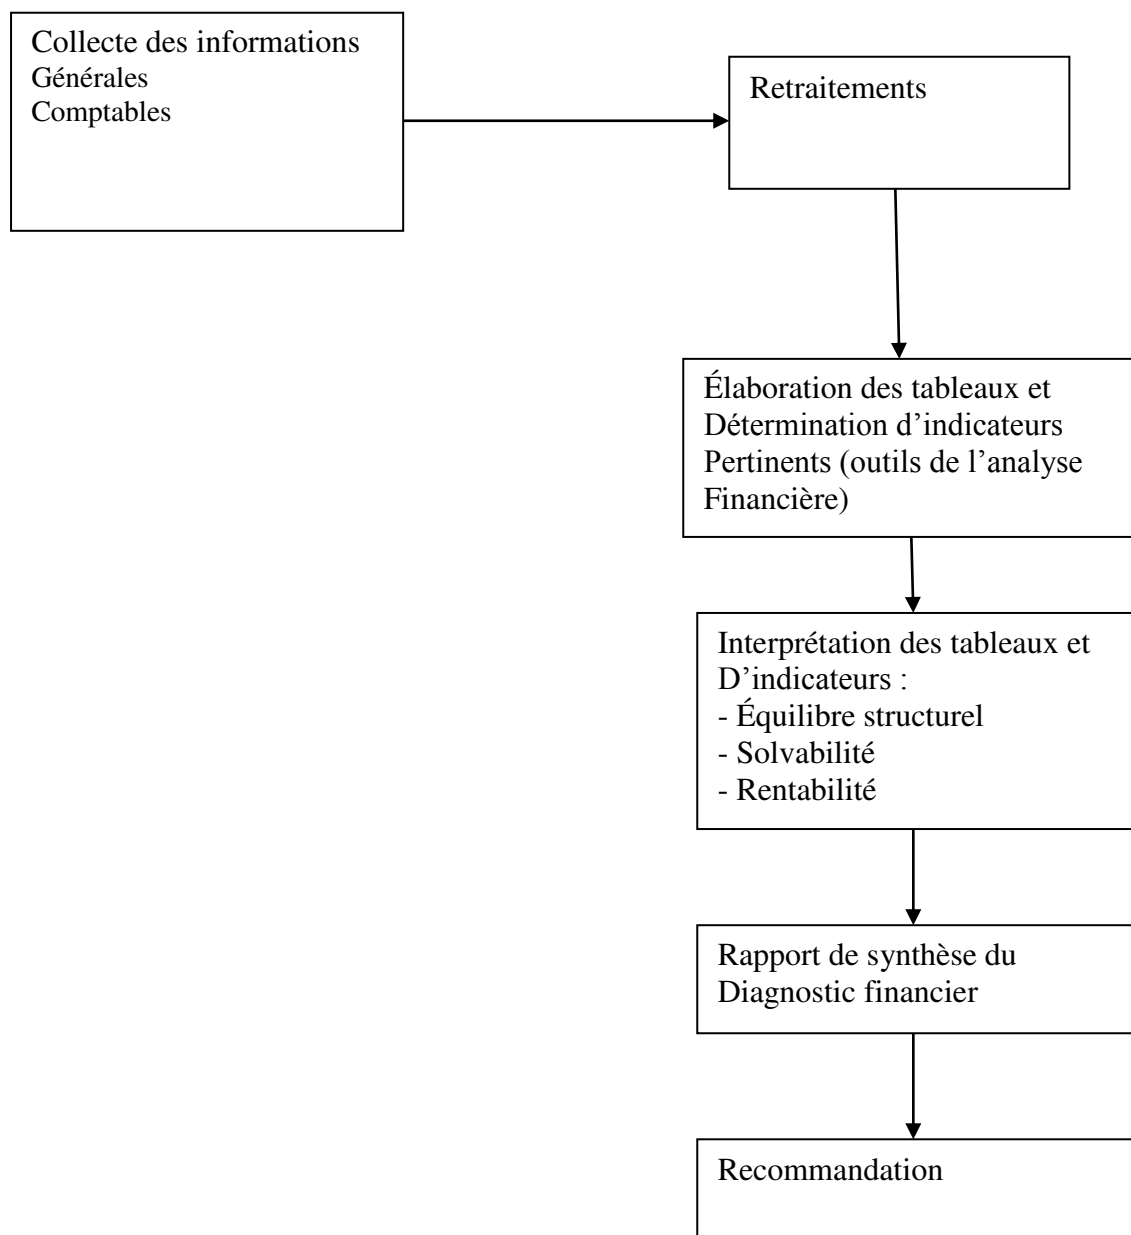 Collecte des informations
Générales
Comptables
Retraitements
Élaboration des tableaux et
Détermination d’indicateurs
Pertinents (outils de l’analyse
Financière)
Interprétation des tableaux et
D’indicateurs :
- Équilibre structurel
- Solvabilité
- Rentabilité
Rapport de synthèse du
Diagnostic financier
Recommandation